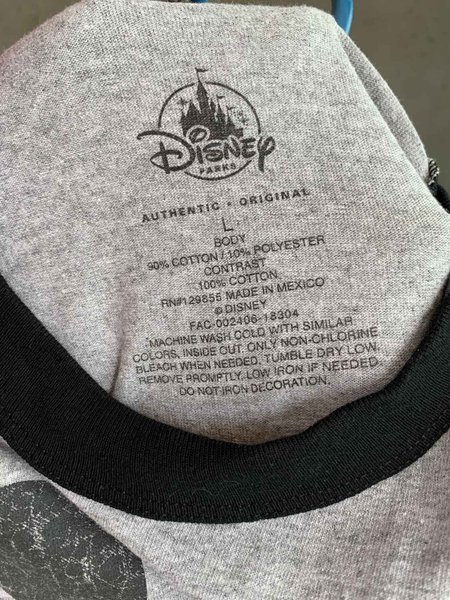 Disney
PARKS
AUTHENTIC • ORIGINAL
L
BODY
90% COTTON / 10% POLYESTER
CONTRAST
100% COTTON
RN#129855 MADE IN MEXICO
© DISNEY
FAC-002406-18304
MACHINE WASH COLD WITH SIMILAR
COLORS, INSIDE OUT. ONLY NON-CHLORINE
BLEACH WHEN NEEDED. TUMBLE DRY LOW.
REMOVE PROMPTLY. LOW IRON IF NEEDED.
DO NOT IRON DECORATION.